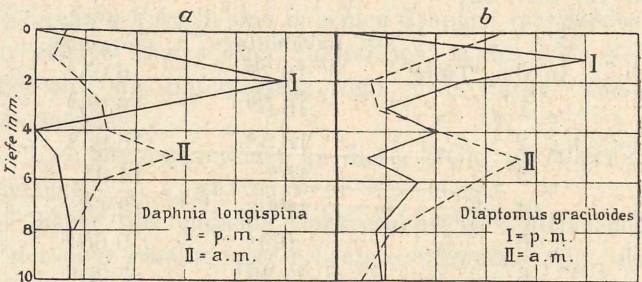 a
b
0
2
4
6
8
10
Tiefe in m.
I
II
I
II
Daphnia longispina
I = p.m.
II = a.m.
Diaptomus graciloides
I = p.m.
II = a.m.